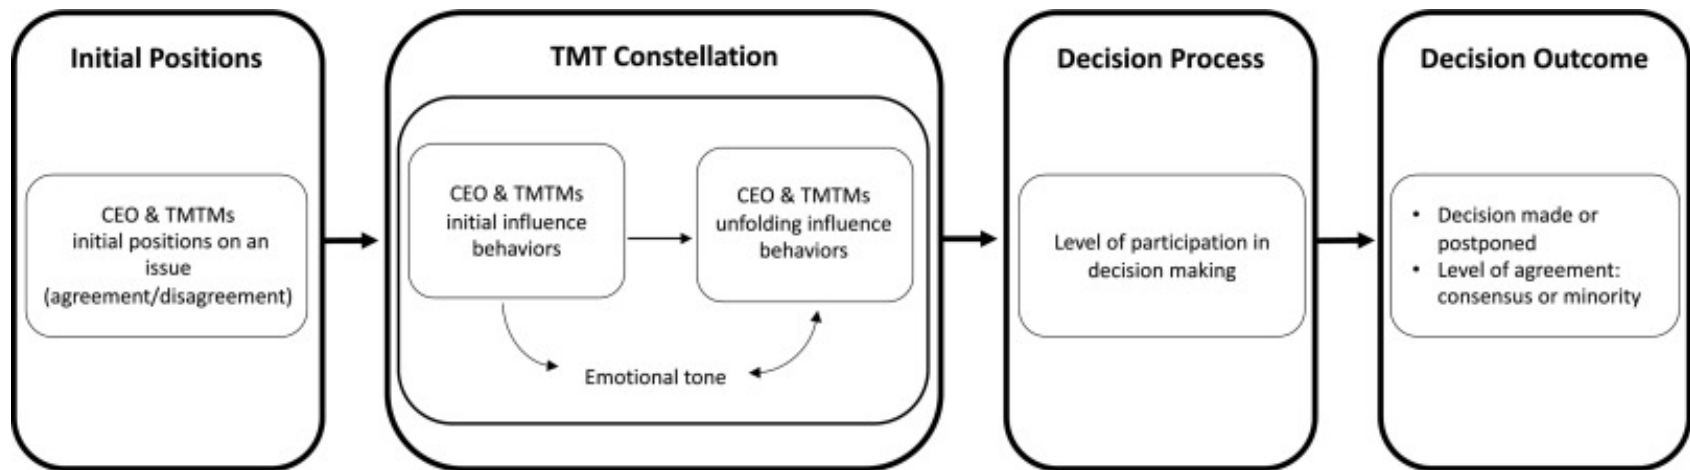 Initial Positions
CEO & TMTMs
initial positions on an
issue
(agreement/disagreement)
TMT Constellation
CEO & TMTMs
initial influence
behaviors
CEO & TMTMs
unfolding influence
behaviors
Emotional tone
Decision Process
Level of participation in
decision making
Decision Outcome
• Decision made or
postponed
• Level of agreement:
consensus or minority